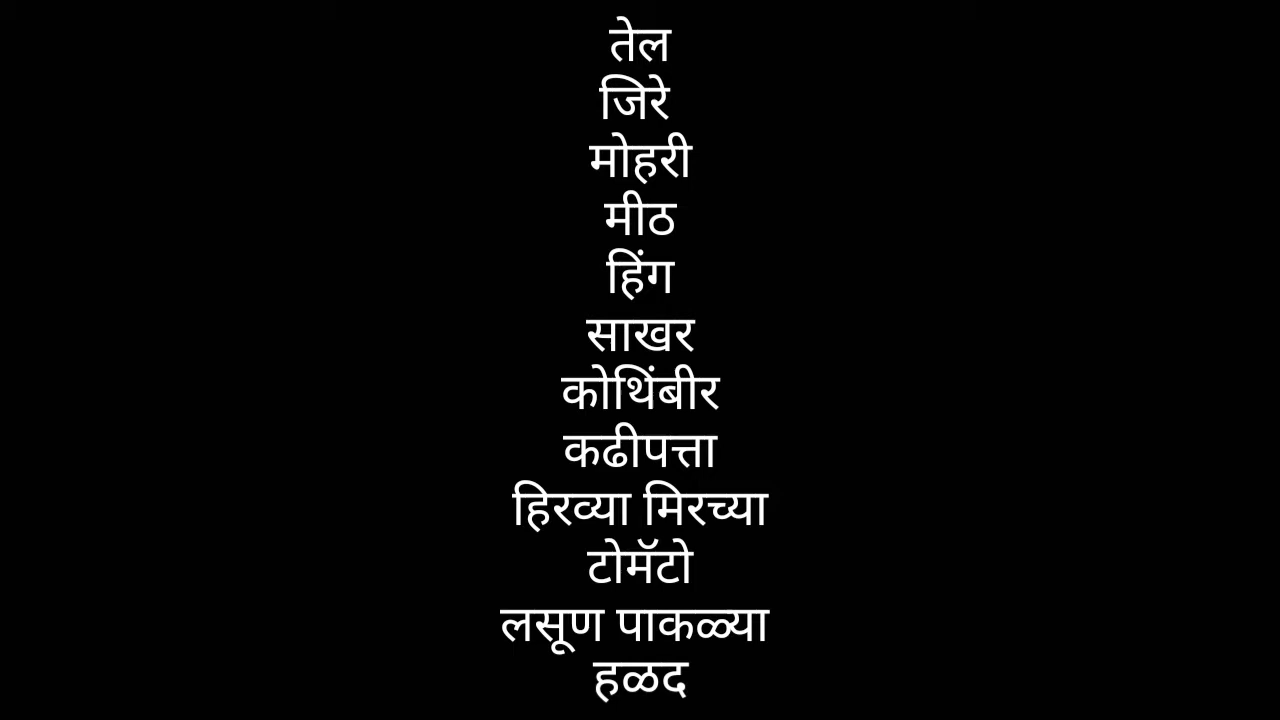 तेल
जिरे
मोहरी
मीठ
हिंग
साखर
कोथिंबीर
कढीपत्ता
हिरव्या मिरच्या
टोमॅटो
लसूण पाकळ्या
हळद